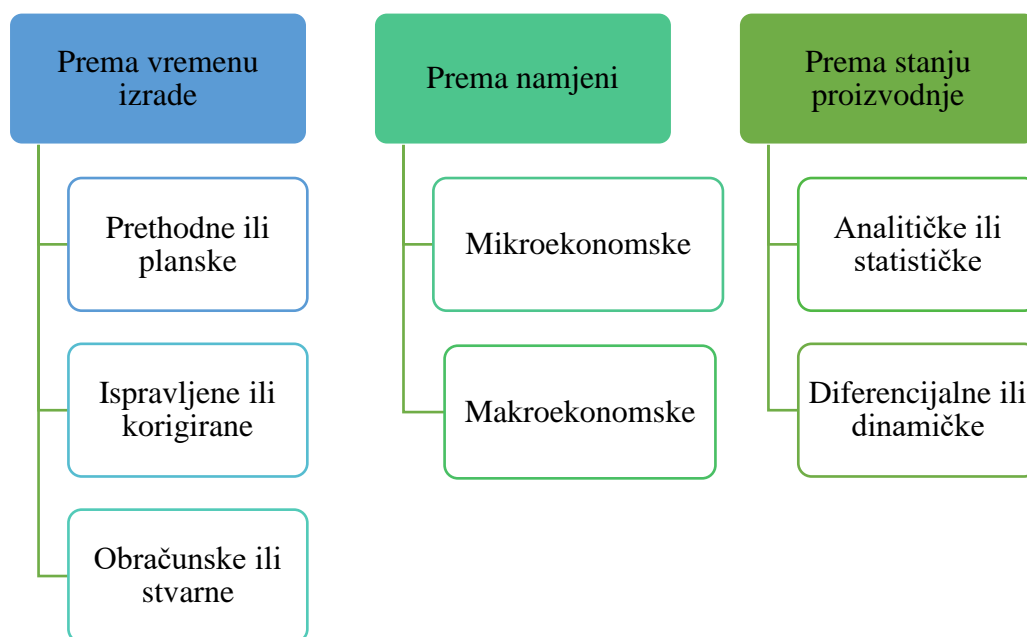 Prema vremenu
izrade
Prethodne ili
planske
Ispravljene ili
korigirane
Obračunske ili
stvarne
Prema namjeni
Mikroekonomske
Makroekonomske
Prema stanju
proizvodnje
Analitičke ili
statističke
Diferencijalne ili
dinamičke